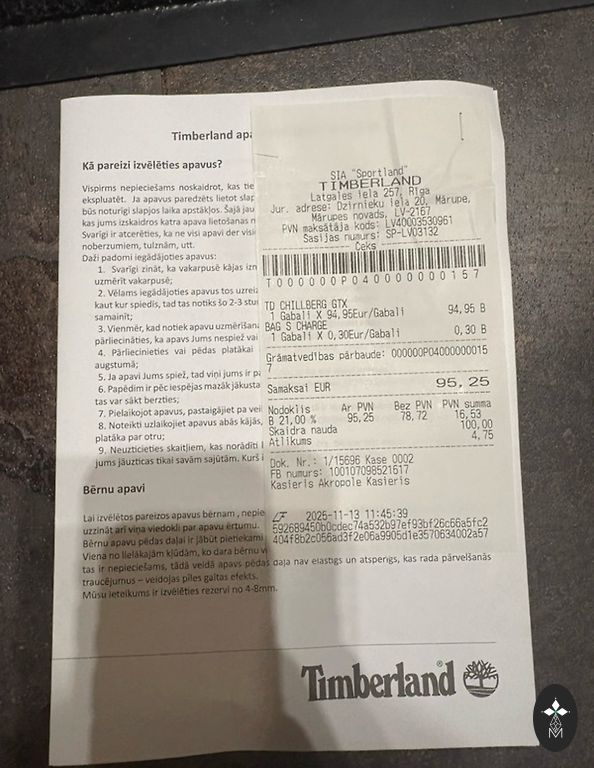 Timberland apa
Kā pareizi izvēlēties apavus?
Vispirms nepieciešams noskaidrot, kas tie
ekspluatēt. Ja apavus paredzēts lietot slap
būs noturīgi slapjos laika apstākļos. Šajā jau
kas jums izskaidros katra apava lietošanas n
Svarīgi ir atcerēties, ka ne visi apavi der visie
noberzumiem, tulznām, utt.
Daži padomi iegādājoties apavus:
1. Svarīgi zināt, ka vakarpusē kājas izm
uzmērīt vakarpusē;
2. Vēlams iegādājoties apavus tos uzreiz
kaut kur spiedīs, tad tas notiks šo 2-3 stun
samainīt;
3. Vienmēr, kad notiek apavu uzmērīšana
pārliecināties, ka apavs Jums nespiež vai
4. Pārliecinieties vai pēdas platākai
augstumā;
5. Ja apavi Jums spiež, tad viņi jums ir pa
6. Papēdim ir pēc iespējas mazāk jākusta
tas var sākt berzties;
7. Pielaikojot apavus, pastaigājiet pa veik
8. Noteikti uzlaikojiet apavus abās kājās,
platāka par otru;
9. Neuzticieties skaitļiem, kas norādīti
jums jāuzticas tikai savām sajūtām. Kurš i
Bērnu apavi
Lai izvēlētos pareizos apavus bērnam, nepie
uzzināt arī viņa viedokli par apavu ērtumu.
Bērnu apavu pēdas daļai ir jābūt pietiekami
Viena no lielākajām kļūdām, ko dara bērnu v
tas ir nepieciešams, tādā veidā apavs pēdas daļa nav elastīgs un atsperīgs, kas rada pārvelšanās
traucējumus – veidojas pīles gaitas efekts.
Mūsu ieteikums ir izvēlēties rezervi no 4-8mm.
Timberland®
SIA "Sportland"
TIMBERLAND
Latgales iela 257, Rīga
Jur. adrese: Dzirnieku iela 20, Mārupe,
Mārupes novads, LV-2167
PVN maksātāja kods: LV40003530961
Sasijas numurs: SP-LV03132
Čeks
T000000P04000000000157
TD CHILLBERG GTX
1 Gabali X 94,95Eur/Gabali 94,95 B
BAG S CHARGE
1 Gabali X 0,30Eur/Gabali 0,30 B
Grāmatvedības pārbaude: 000000P04000000015
7
Samaksai EUR 95,25
Nodoklis Ar PVN Bez PVN PVN summa
B 21,00 % 95,25 78,72 16,53
Skaidra nauda 100,00
Atlikums 4,75
Dok. Nr.: 1/15696 Kase 0002
FB numurs: 100107098521617
Kasieris Akropole Kasieris
2025-11-13 11:45:39
592689450b0cdec74a532b97ef93bf26c66a5fc2
404f8b2c056ad3f2e06a9905d1e3570634002a57
M